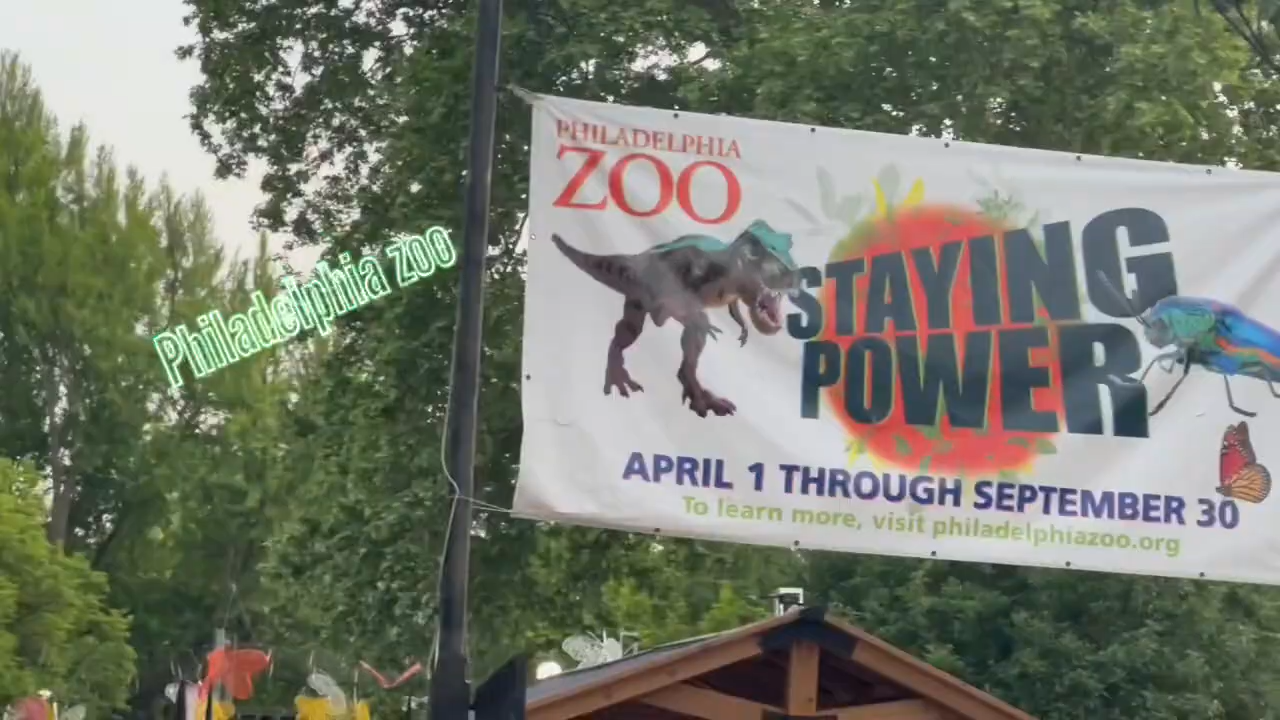 Philadelphia zoo
PHILADELPHIA
ZOO
STAYING
POWER
APRIL 1 THROUGH SEPTEMBER 30
To learn more, visit philadelphiazoo.org